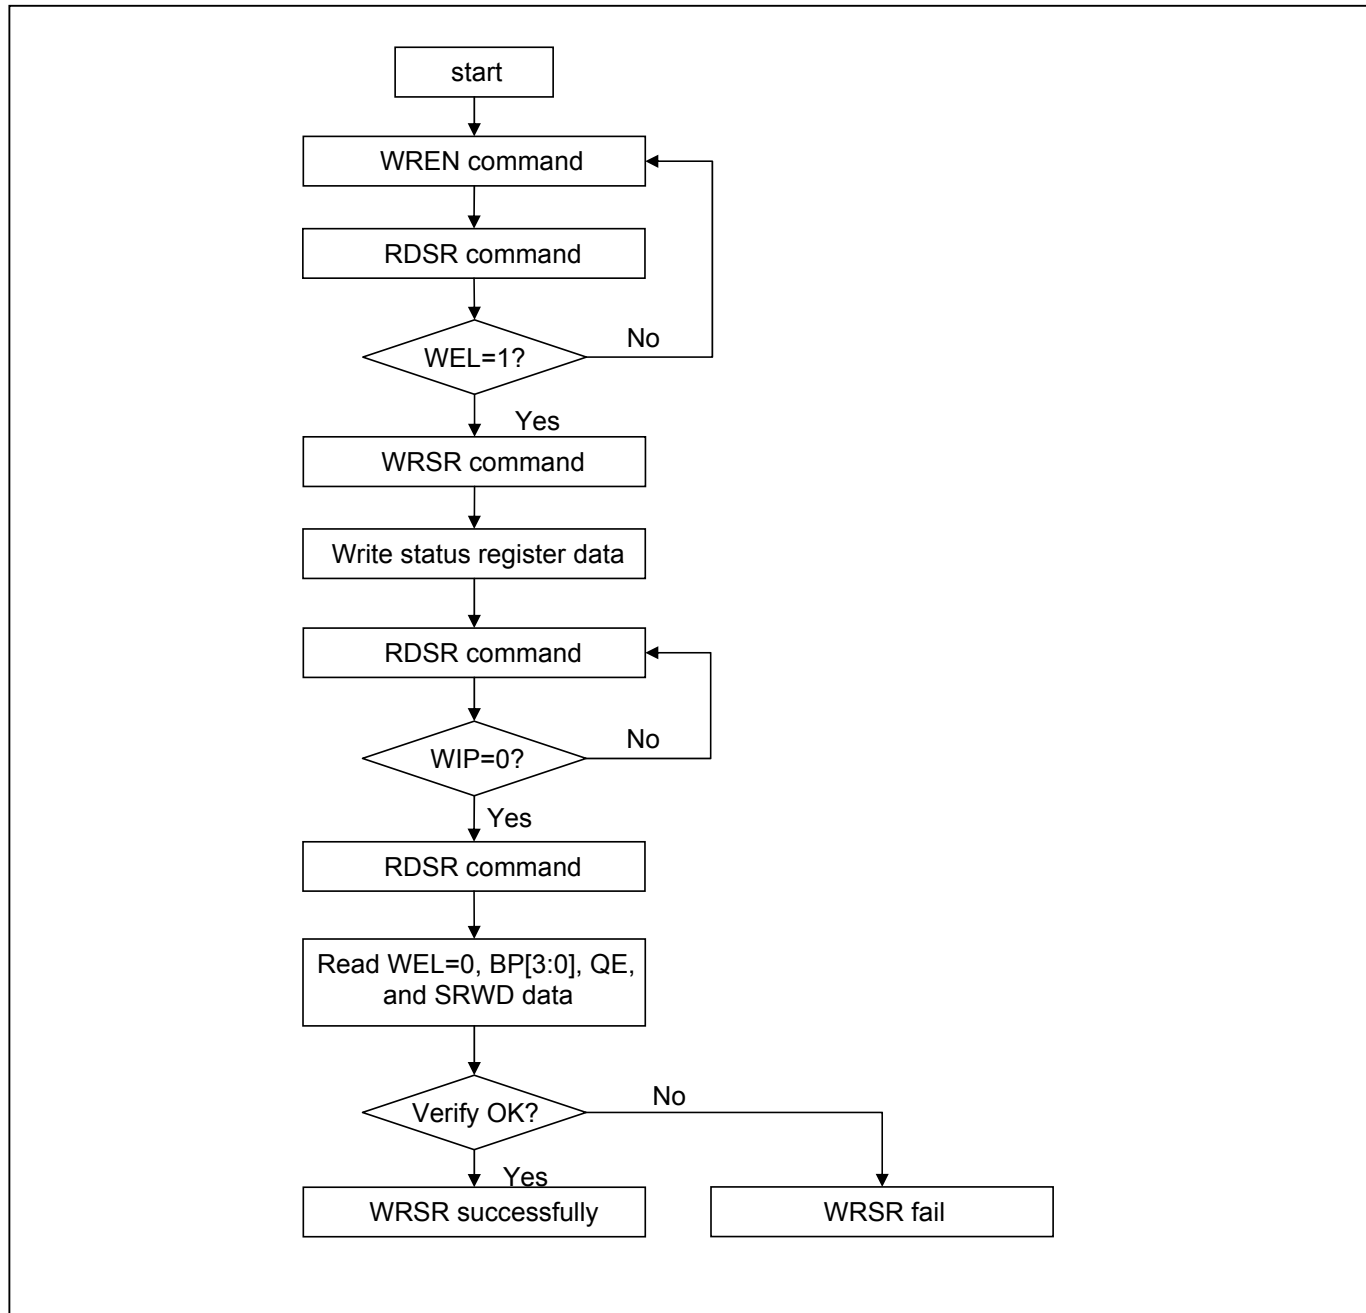 start
WREN command
RDSR command
No
WEL=1?
Yes
WRSR command
Write status register data
RDSR command
No
WIP=0?
Yes
RDSR command
Read WEL=0, BP[3:0], QE,
and SRWD data
No
Verify OK?
Yes
WRSR successfully
WRSR fail